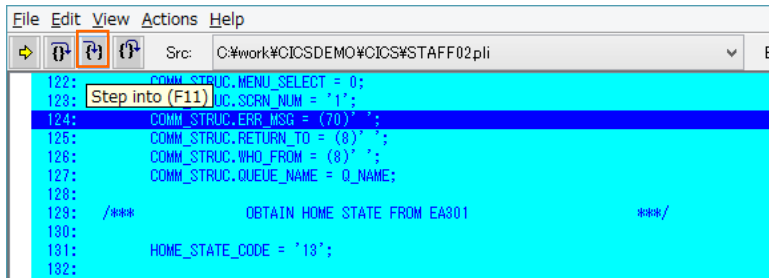 File Edit View Actions Help
Src: C:¥work¥CICSDEMO¥CICS¥STAFF02.pli E
122: COMM_STRUC.MENU_SELECT = 0;
Step into (F11)
123: UC.SCRN_NUM = '1';
124: COMM_STRUC.ERR_MSG = (70)' ';
125: COMM_STRUC.RETURN_TO = (8)' ';
126: COMM_STRUC.WHO_FROM = (8)' ';
127: COMM_STRUC.QUEUE_NAME = Q_NAME;
128:
129: /*** OBTAIN HOME STATE FROM EA301 ***/
130:
131: HOME_STATE_CODE = '13';
132: